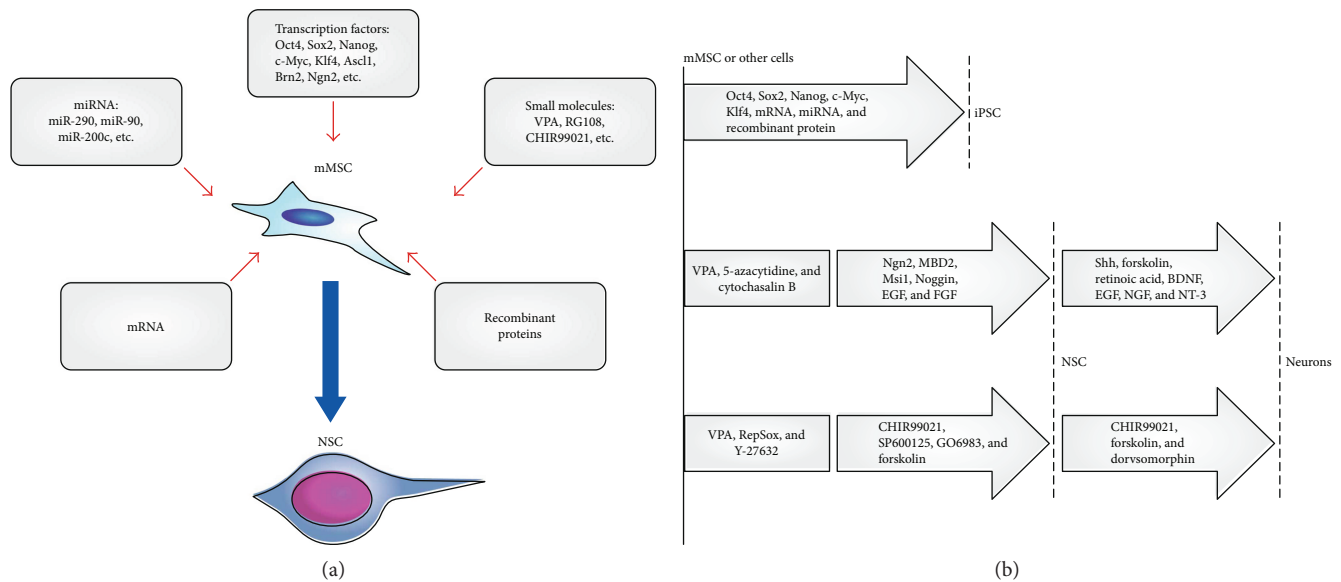 Transcription factors:
Oct4, Sox2, Nanog,
c-Myc, Klf4, Ascl1,
Brn2, Ngn2, etc.
miRNA:
miR-290, miR-90,
miR-200c, etc.
Small molecules:
VPA, RG108,
CHIR99021, etc.
mMSC
mRNA
Recombinant
proteins
NSC
(a)
mMSC or other cells
Oct4, Sox2, Nanog, c-Myc,
Klf4, mRNA, miRNA, and
recombinant protein
iPSC
VPA, 5-azacytidine, and
cytochasalin B
Ngn2, MBD2,
Msi1, Noggin,
EGF, and FGF
Shh, forskolin,
retinoic acid, BDNF,
EGF, NGF, and NT-3
NSC
Neurons
VPA, RepSox, and
Y-27632
CHIR99021,
SP600125, GO6983, and
forskolin
CHIR99021,
forskolin, and
dorvsomorphin
(b)